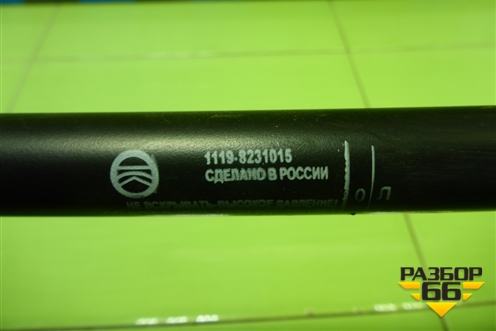 1119-8231015
СДЕЛАНО В РОССИИ
НЕ ВСКРЫВАТЬ, ВЫСОКОЕ ДАВЛЕНИЕ!
О Л
РАЗБОР
66